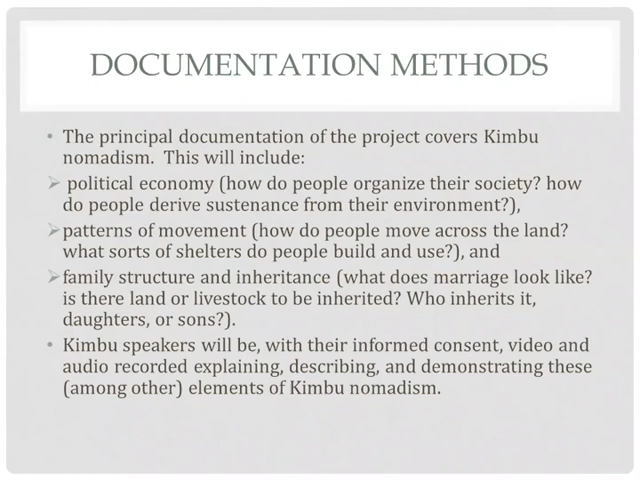 DOCUMENTATION METHODS
• The principal documentation of the project covers Kimbu
nomadism. This will include:
➢ political economy (how do people organize their society? how
do people derive sustenance from their environment?),
➢patterns of movement (how do people move across the land?
what sorts of shelters do people build and use?), and
➢family structure and inheritance (what does marriage look like?
is there land or livestock to be inherited? Who inherits it,
daughters, or sons?).
• Kimbu speakers will be, with their informed consent, video and
audio recorded explaining, describing, and demonstrating these
(among other) elements of Kimbu nomadism.